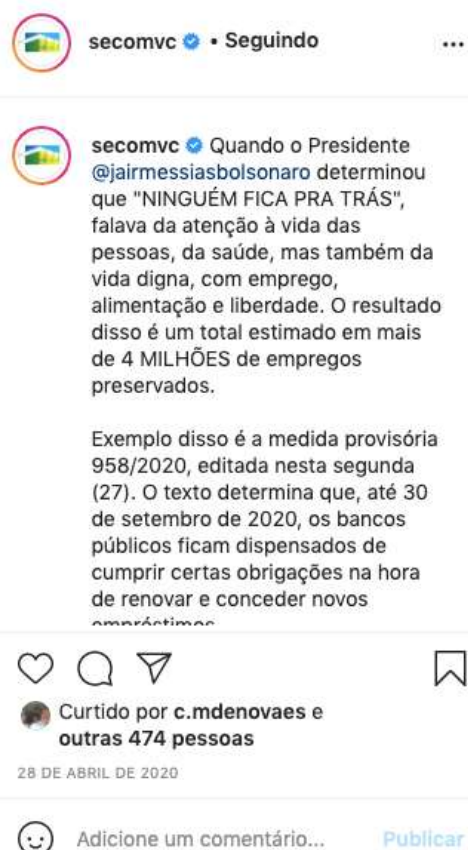 secomvc • Seguindo
secomvc Quando o Presidente
@jairmessiasbolsonaro determinou
que "NINGUÉM FICA PRA TRÁS",
falava da atenção à vida das
pessoas, da saúde, mas também da
vida digna, com emprego,
alimentação e liberdade. O resultado
disso é um total estimado em mais
de 4 MILHÕES de empregos
preservados.
Exemplo disso é a medida provisória
958/2020, editada nesta segunda
(27). O texto determina que, até 30
de setembro de 2020, os bancos
públicos ficam dispensados de
cumprir certas obrigações na hora
de renovar e conceder novos
empréstimos
Curtido por c.mdenovaes e
outras 474 pessoas
28 DE ABRIL DE 2020
Adicione um comentário... Publicar